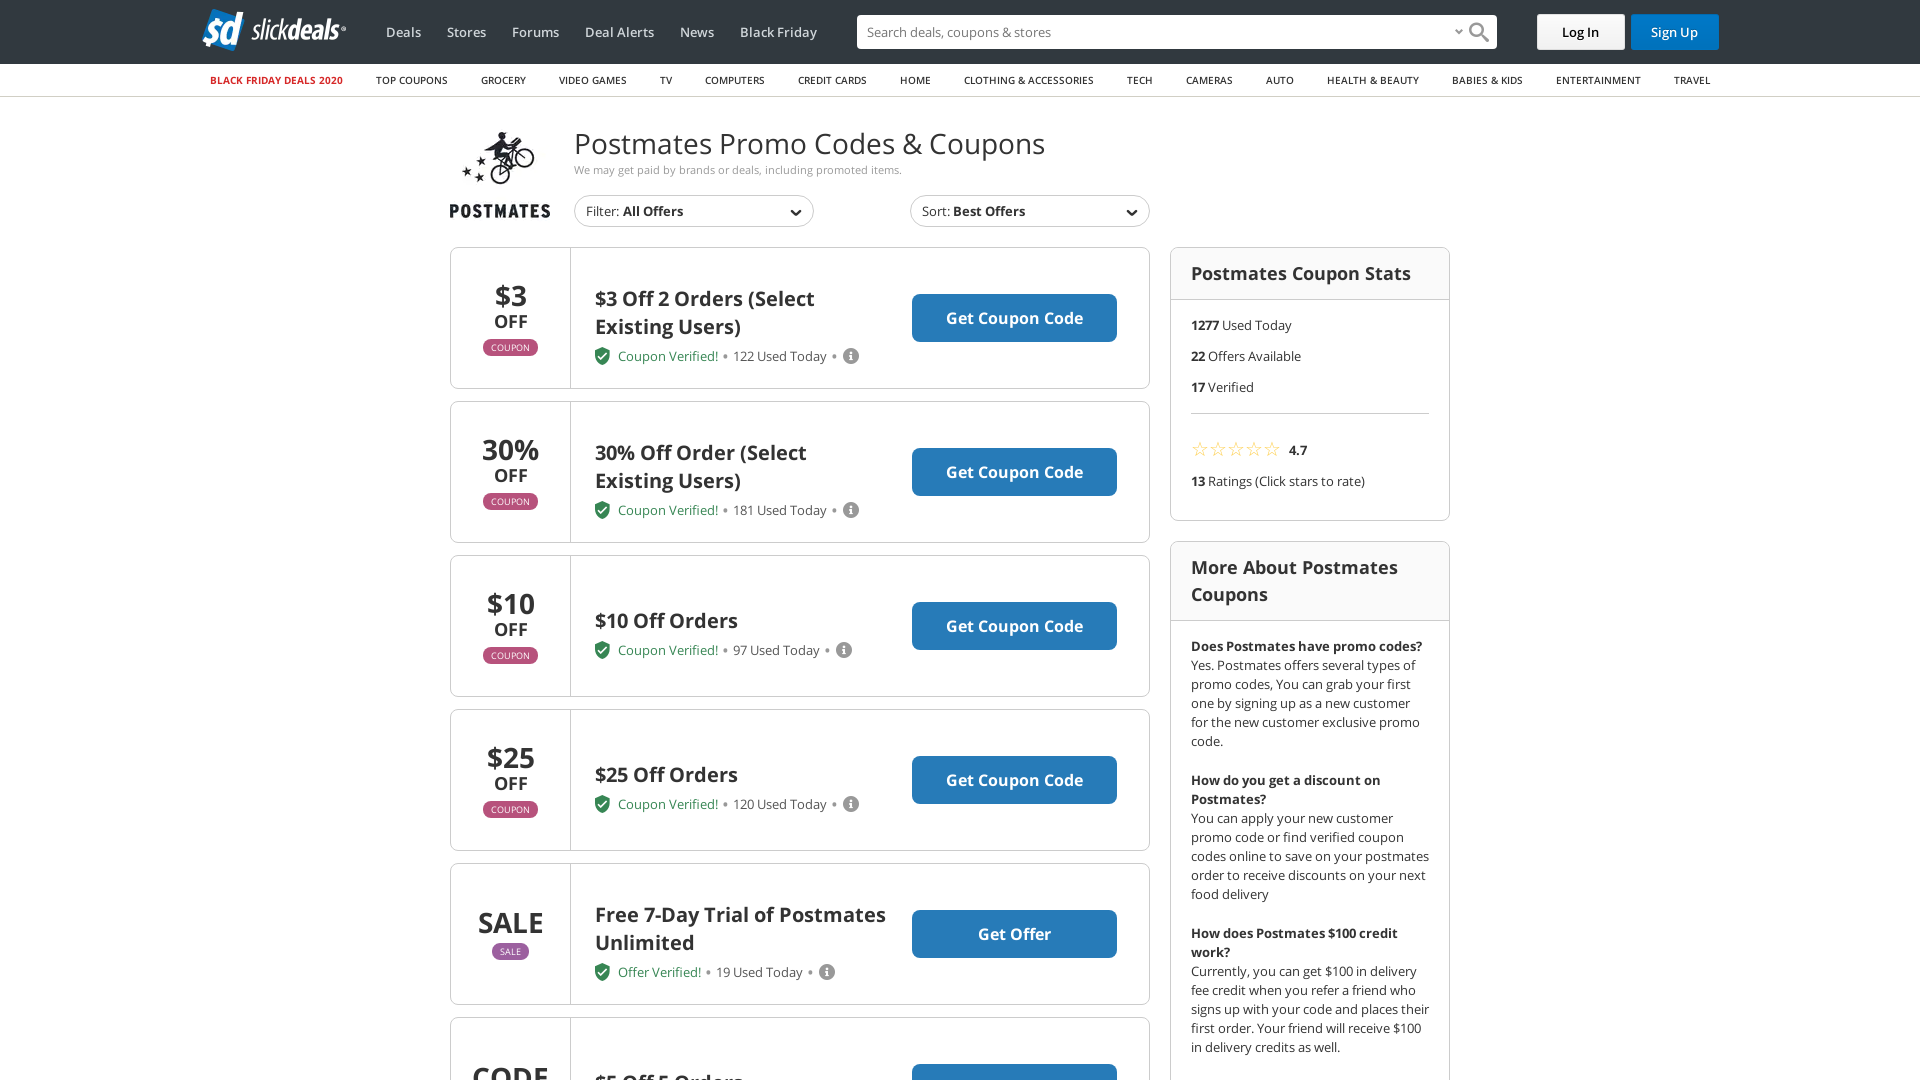 sd slickdeals
Deals
Stores
Forums
Deal Alerts
News
Black Friday
Search deals, coupons & stores
Log In
Sign Up
BLACK FRIDAY DEALS 2020
TOP COUPONS
GROCERY
VIDEO GAMES
TV
COMPUTERS
CREDIT CARDS
HOME
CLOTHING & ACCESSORIES
TECH
CAMERAS
AUTO
HEALTH & BEAUTY
BABIES & KIDS
ENTERTAINMENT
TRAVEL
POSTMATES
Postmates Promo Codes & Coupons
We may get paid by brands or deals, including promoted items.
Filter: All Offers
Sort: Best Offers
$3
OFF
COUPON
$3 Off 2 Orders (Select
Existing Users)
Coupon Verified! • 122 Used Today •
Get Coupon Code
30%
OFF
COUPON
30% Off Order (Select
Existing Users)
Coupon Verified! • 181 Used Today •
Get Coupon Code
$10
OFF
COUPON
$10 Off Orders
Coupon Verified! • 97 Used Today •
Get Coupon Code
$25
OFF
COUPON
$25 Off Orders
Coupon Verified! • 120 Used Today •
Get Coupon Code
SALE
SALE
Free 7-Day Trial of Postmates
Unlimited
Offer Verified! • 19 Used Today •
Get Offer
CODE
$5 Off 5 Orders
Postmates Coupon Stats
1277 Used Today
22 Offers Available
17 Verified
4.7
13 Ratings (Click stars to rate)
More About Postmates
Coupons
Does Postmates have promo codes?
Yes. Postmates offers several types of
promo codes, You can grab your first
one by signing up as a new customer
for the new customer exclusive promo
code.
How do you get a discount on
Postmates?
You can apply your new customer
promo code or find verified coupon
codes online to save on your postmates
order to receive discounts on your next
food delivery
How does Postmates $100 credit
work?
Currently, you can get $100 in delivery
fee credit when you refer a friend who
signs up with your code and places their
first order. Your friend will receive $100
in delivery credits as well.